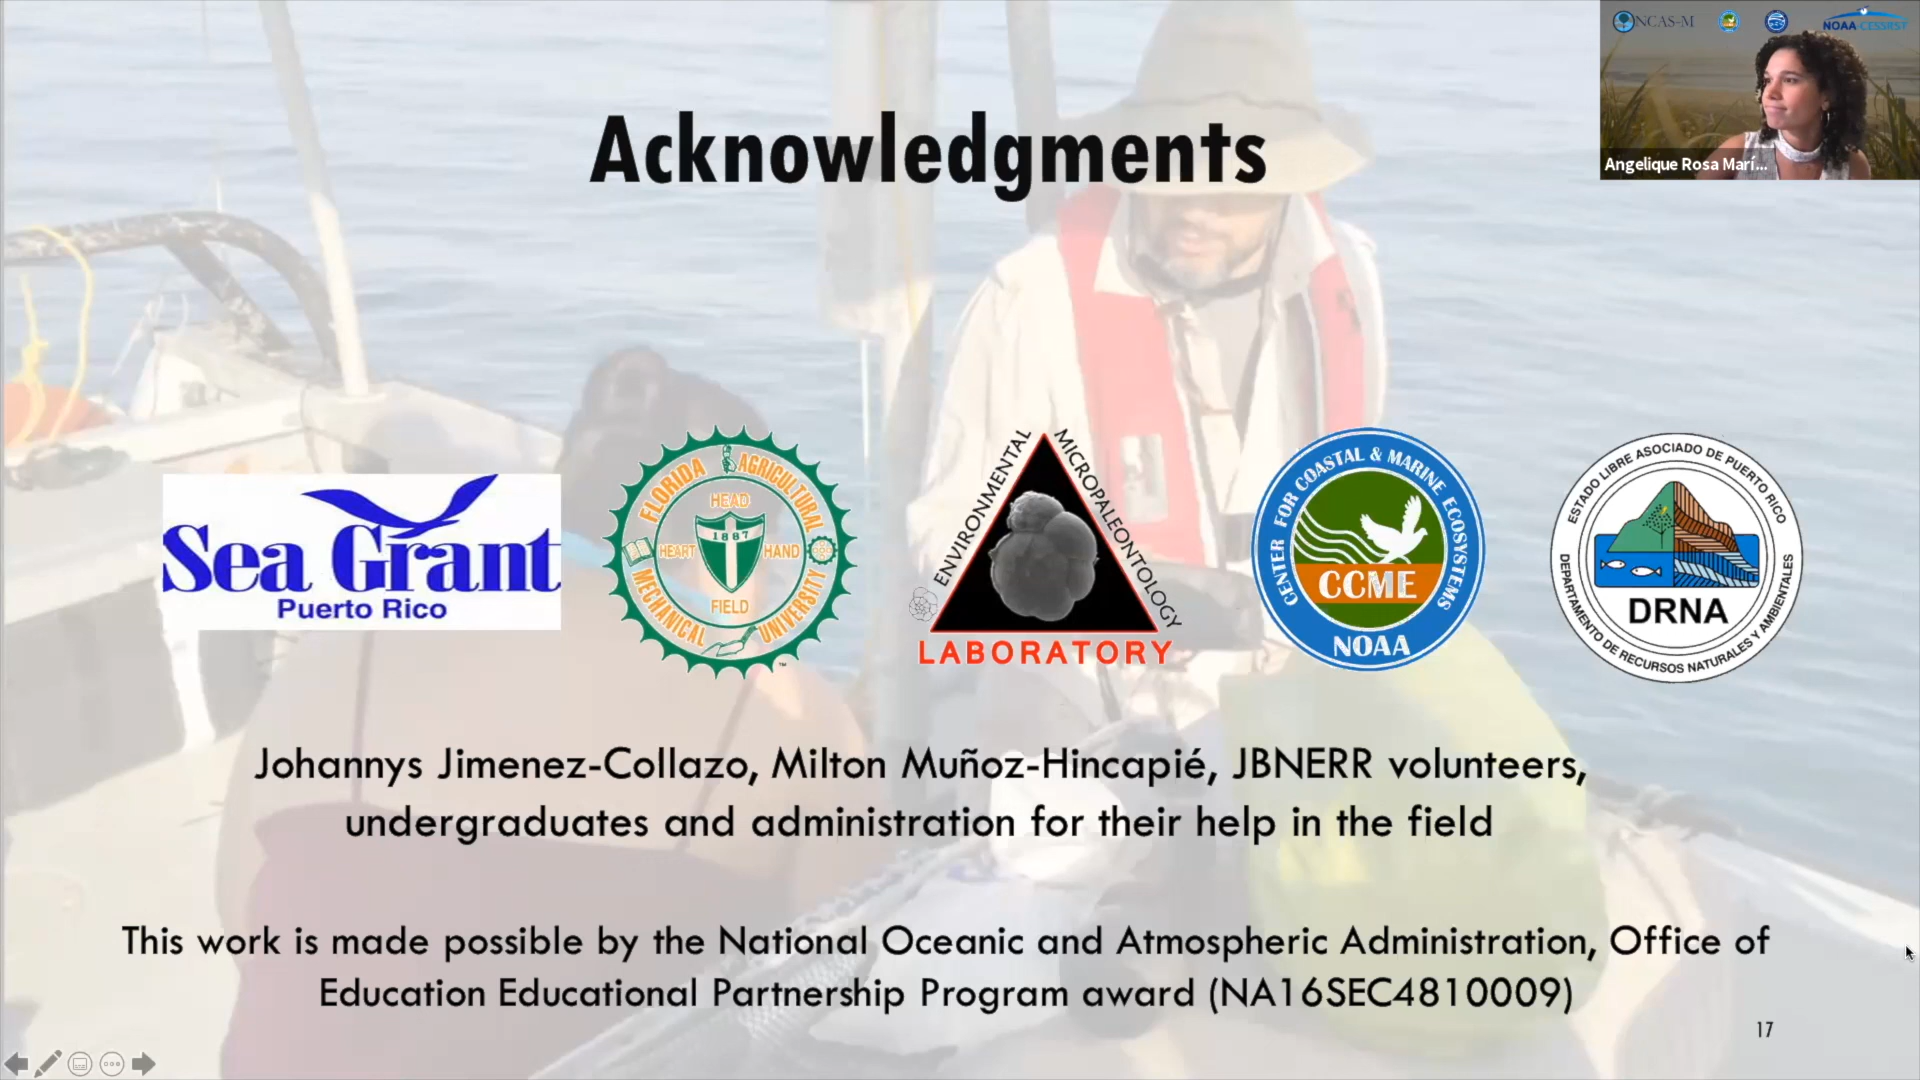 NCAS-M
NOAA CESSRST
Angelique Rosa Marí...
Acknowledgments
Sea Grant
Puerto Rico
FLORIDA AGRICULTURAL
MECHANICAL UNIVERSITY
HEAD
1887
HEART HAND
FIELD
™
ENVIRONMENTAL
MICROPALEONTOLOGY
LABORATORY
CENTER FOR COASTAL & MARINE ECOSYSTEMS
CCME
NOAA
ESTADO LIBRE ASOCIADO DE PUERTO RICO
DRNA
DEPARTAMENTO DE RECURSOS NATURALES Y AMBIENTALES
Johannys Jimenez-Collazo, Milton Muñoz-Hincapié, JBNERR volunteers,
undergraduates and administration for their help in the field
This work is made possible by the National Oceanic and Atmospheric Administration, Office of
Education Educational Partnership Program award (NA16SEC4810009)
17